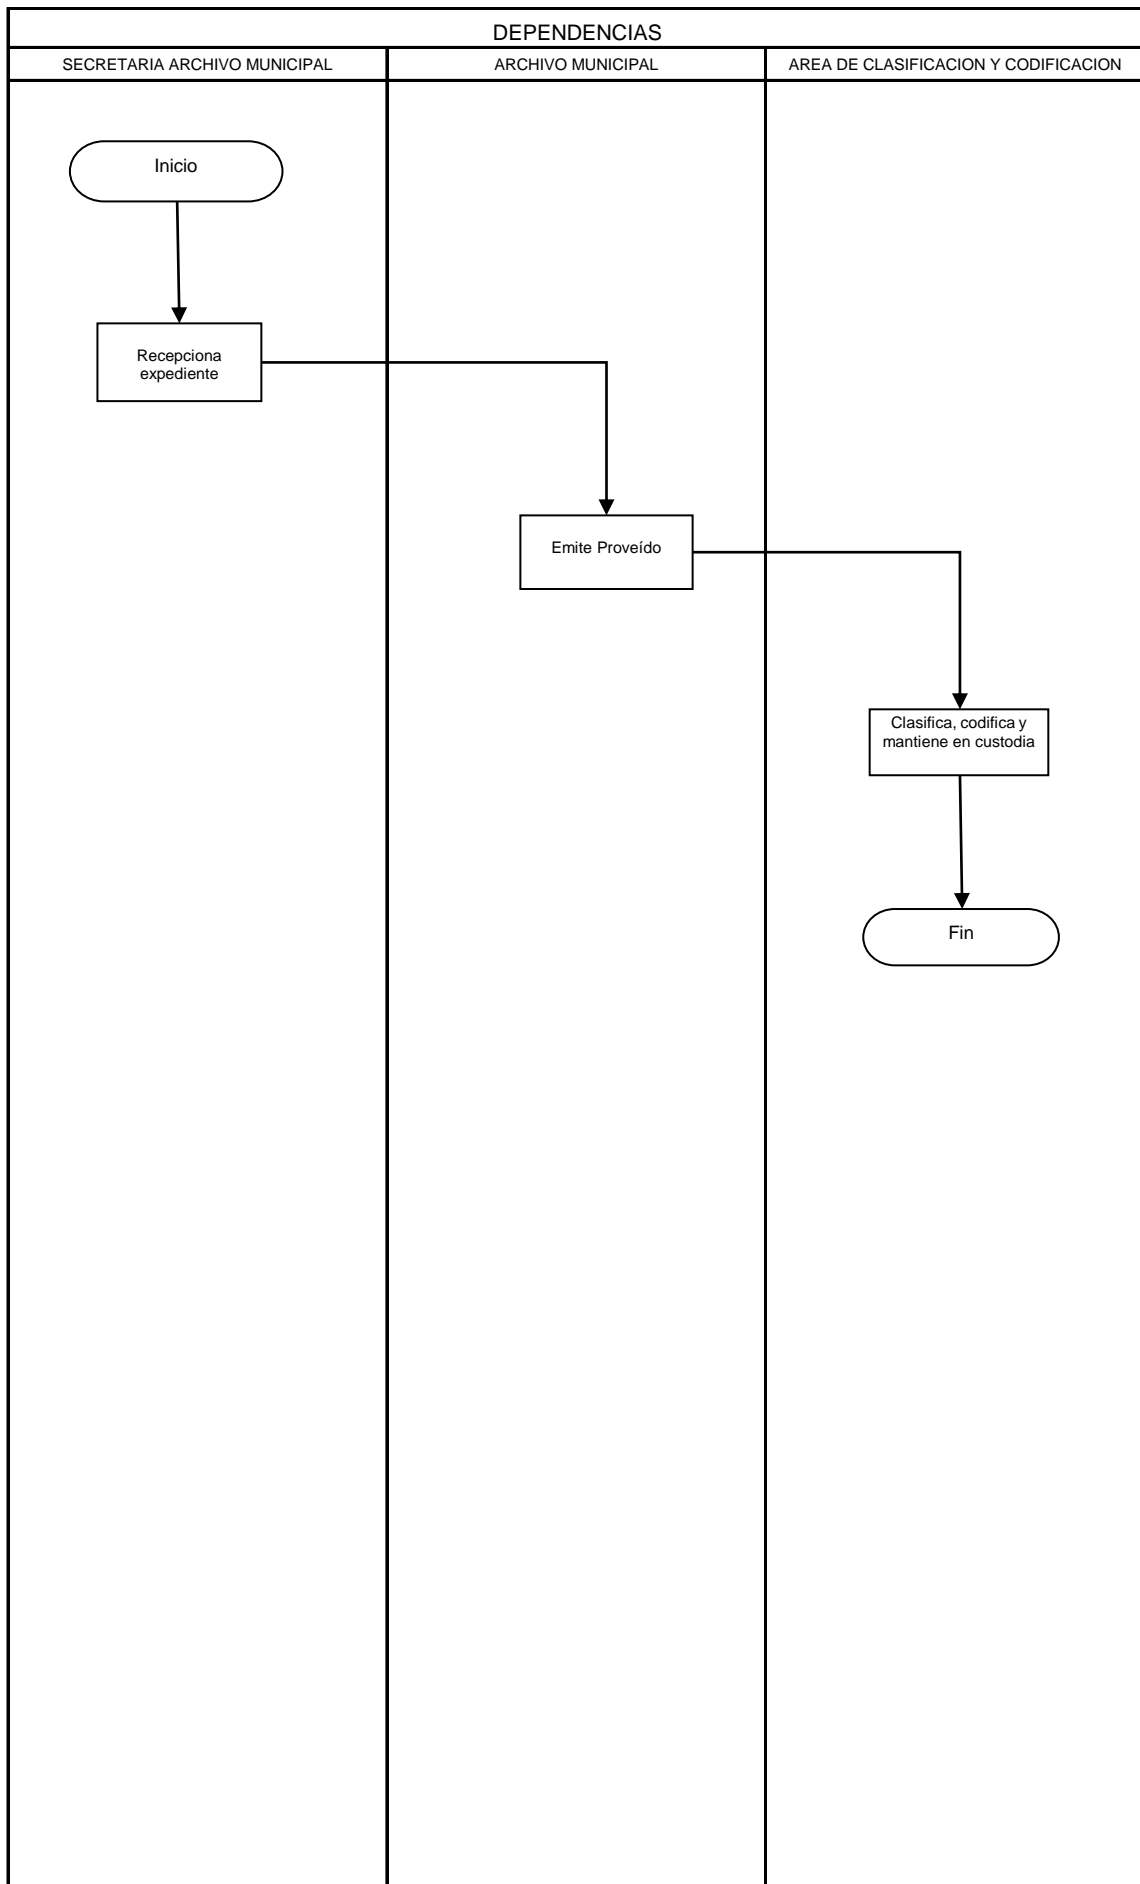 DEPENDENCIAS
SECRETARIA ARCHIVO MUNICIPAL
ARCHIVO MUNICIPAL
AREA DE CLASIFICACION Y CODIFICACION
Inicio
Recepciona
expediente
Emite Proveído
Clasifica, codifica y
mantiene en custodia
Fin